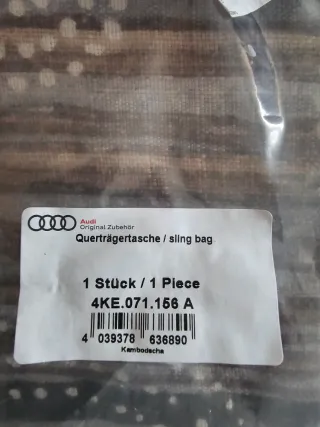 Audi
Original Zubehör
Querträgertasche / sling bag
1 Stück / 1 Piece
4KE.071.156 A
4 039378 636890
Kambodscha